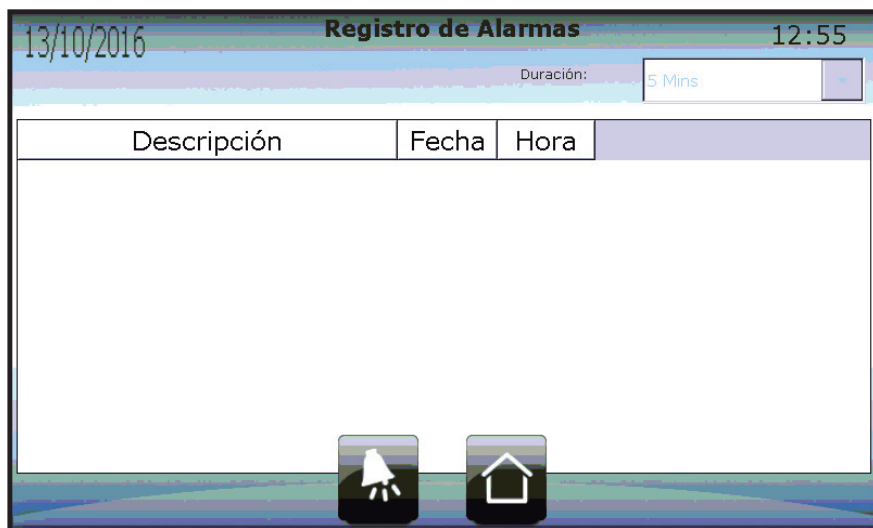 13/10/2016 Registro de Alarmas 12:55
Duración: 5 Mins
Descripción Fecha Hora